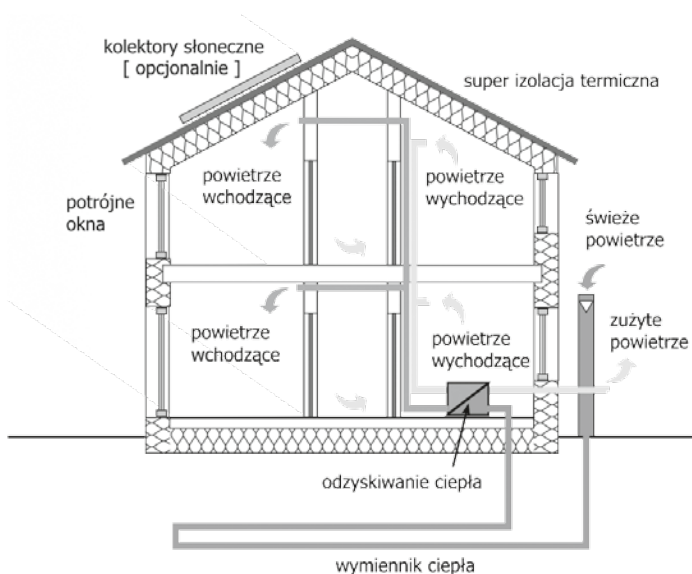 kolektory słoneczne
[ opcjonalnie ]
super izolacja termiczna
potrójne
okna
powietrze
wchodzące
powietrze
wychodzące
świeże
powietrze
powietrze
wchodzące
powietrze
wychodzące
zużyte
powietrze
odzyskiwanie ciepła
wymiennik ciepła